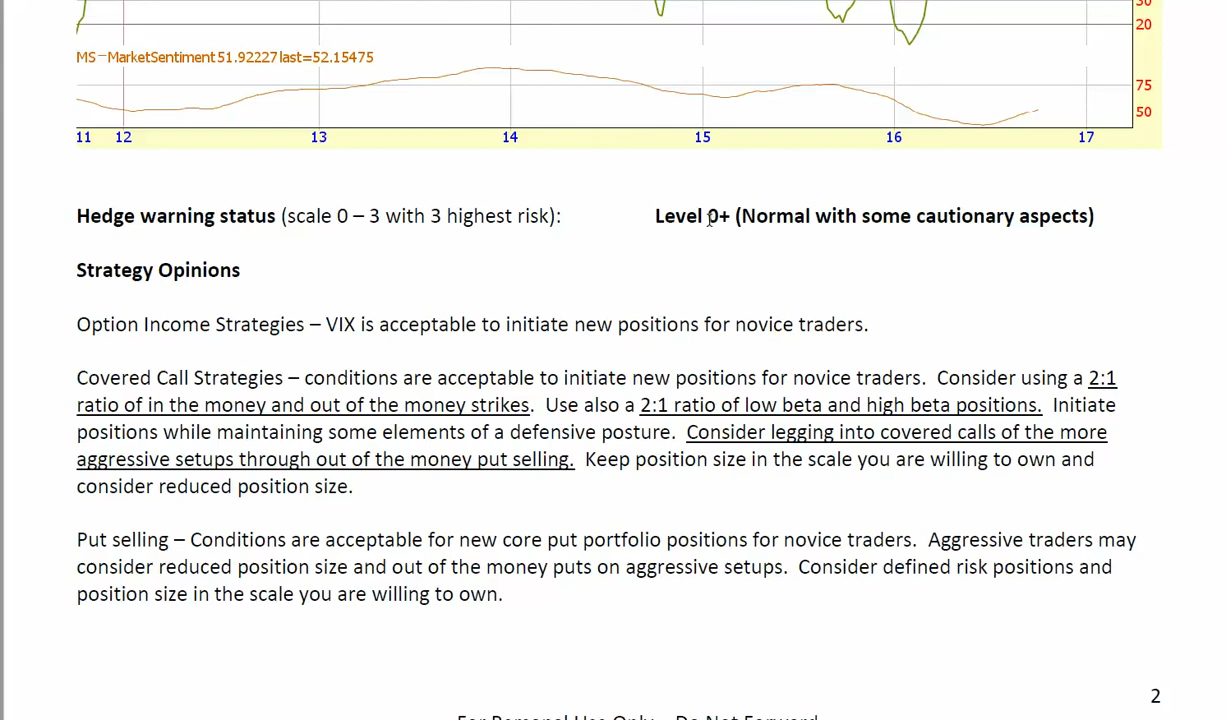 30
20
MS-MarketSentiment 51.92227 last=52.15475
75
50
11 12 13 14 15 16 17
Hedge warning status (scale 0 – 3 with 3 highest risk): Level 0+ (Normal with some cautionary aspects)
Strategy Opinions
Option Income Strategies – VIX is acceptable to initiate new positions for novice traders.
Covered Call Strategies – conditions are acceptable to initiate new positions for novice traders. Consider using a 2:1
ratio of in the money and out of the money strikes. Use also a 2:1 ratio of low beta and high beta positions. Initiate
positions while maintaining some elements of a defensive posture. Consider legging into covered calls of the more
aggressive setups through out of the money put selling. Keep position size in the scale you are willing to own and
consider reduced position size.
Put selling – Conditions are acceptable for new core put portfolio positions for novice traders. Aggressive traders may
consider reduced position size and out of the money puts on aggressive setups. Consider defined risk positions and
position size in the scale you are willing to own.
2
For Personal Use Only – Do Not Forward